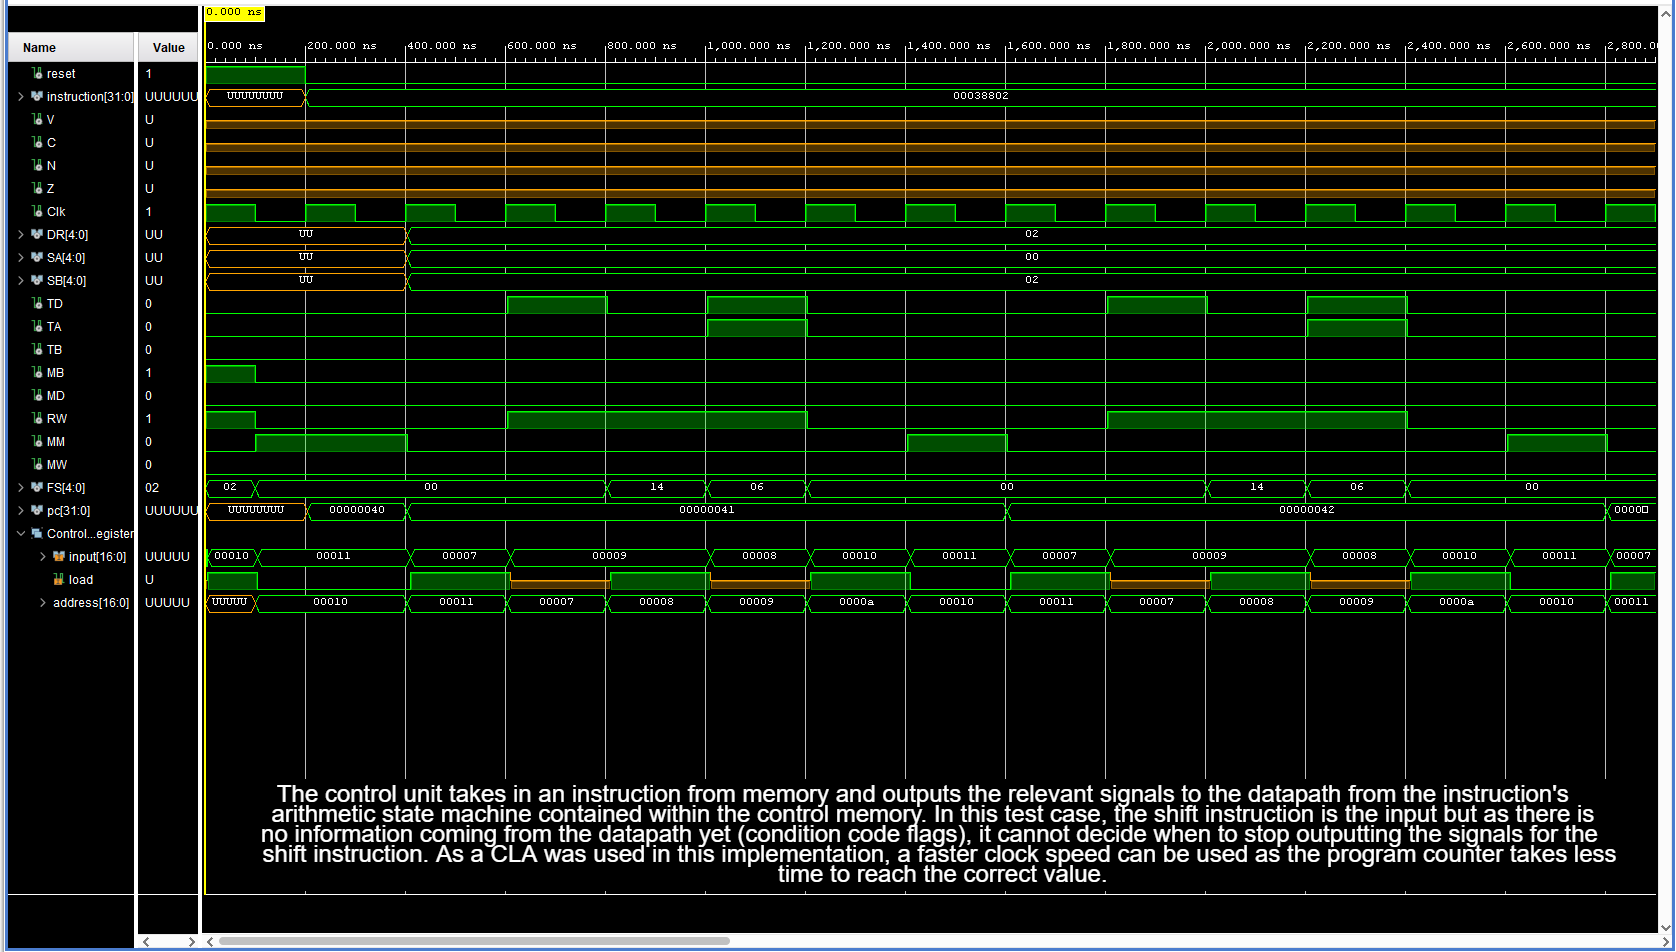 0.000 ns
Name Value 0.000 ns 200.000 ns 400.000 ns 600.000 ns 800.000 ns 1,000.000 ns 1,200.000 ns 1,400.000 ns 1,600.000 ns 1,800.000 ns 2,000.000 ns 2,200.000 ns 2,400.000 ns 2,600.000 ns 2,800.0
reset 1
instruction[31:0] UUUUUU UUUUUUUU 00038802
V U
C U
N U
Z U
Clk 1
DR[4:0] UU UU 02
SA[4:0] UU UU 00
SB[4:0] UU UU 02
TD 0
TA 0
TB 0
MB 1
MD 0
RW 1
MM 0
MW 0
FS[4:0] 02 02 00 14 06 00 14 06 00
pc[31:0] UUUUUU UUUUUUUU 00000040 00000041 00000042 0000
Control...egister
input[16:0] UUUUU 00010 00011 00007 00009 00008 00010 00011 00007 00009 00008 00010 00011 00007
load U
address[16:0] UUUUU UUUUU 00010 00011 00007 00008 00009 0000a 00010 00011 00007 00008 00009 0000a 00010 00011
The control unit takes in an instruction from memory and outputs the relevant signals to the datapath from the instruction's
arithmetic state machine contained within the control memory. In this test case, the shift instruction is the input but as there is
no information coming from the datapath yet (condition code flags), it cannot decide when to stop outputting the signals for the
shift instruction. As a CLA was used in this implementation, a faster clock speed can be used as the program counter takes less
time to reach the correct value.